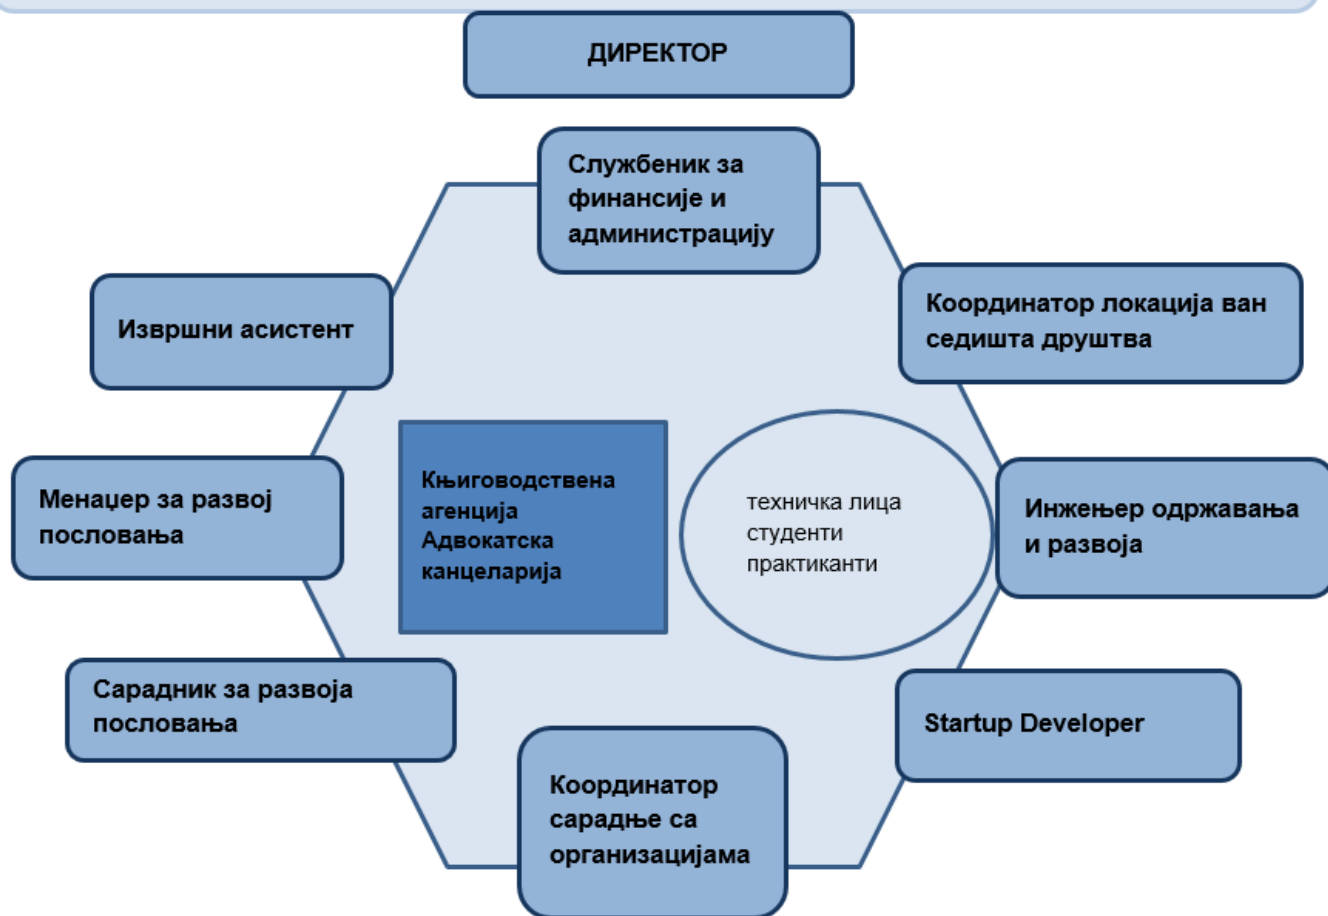 ДИРЕКТОР
Службеник за
финансије и
администрацију
Извршни асистент
Координатор локација ван
седишта друштва
Менаџер за развој
пословања
Књиговодствена
агенција
Адвокатска
канцеларија
техничка лица
студенти
практиканти
Инжењер одржавања
и развоја
Сарадник за развоја
пословања
Startup Developer
Координатор
сарадње са
организацијама